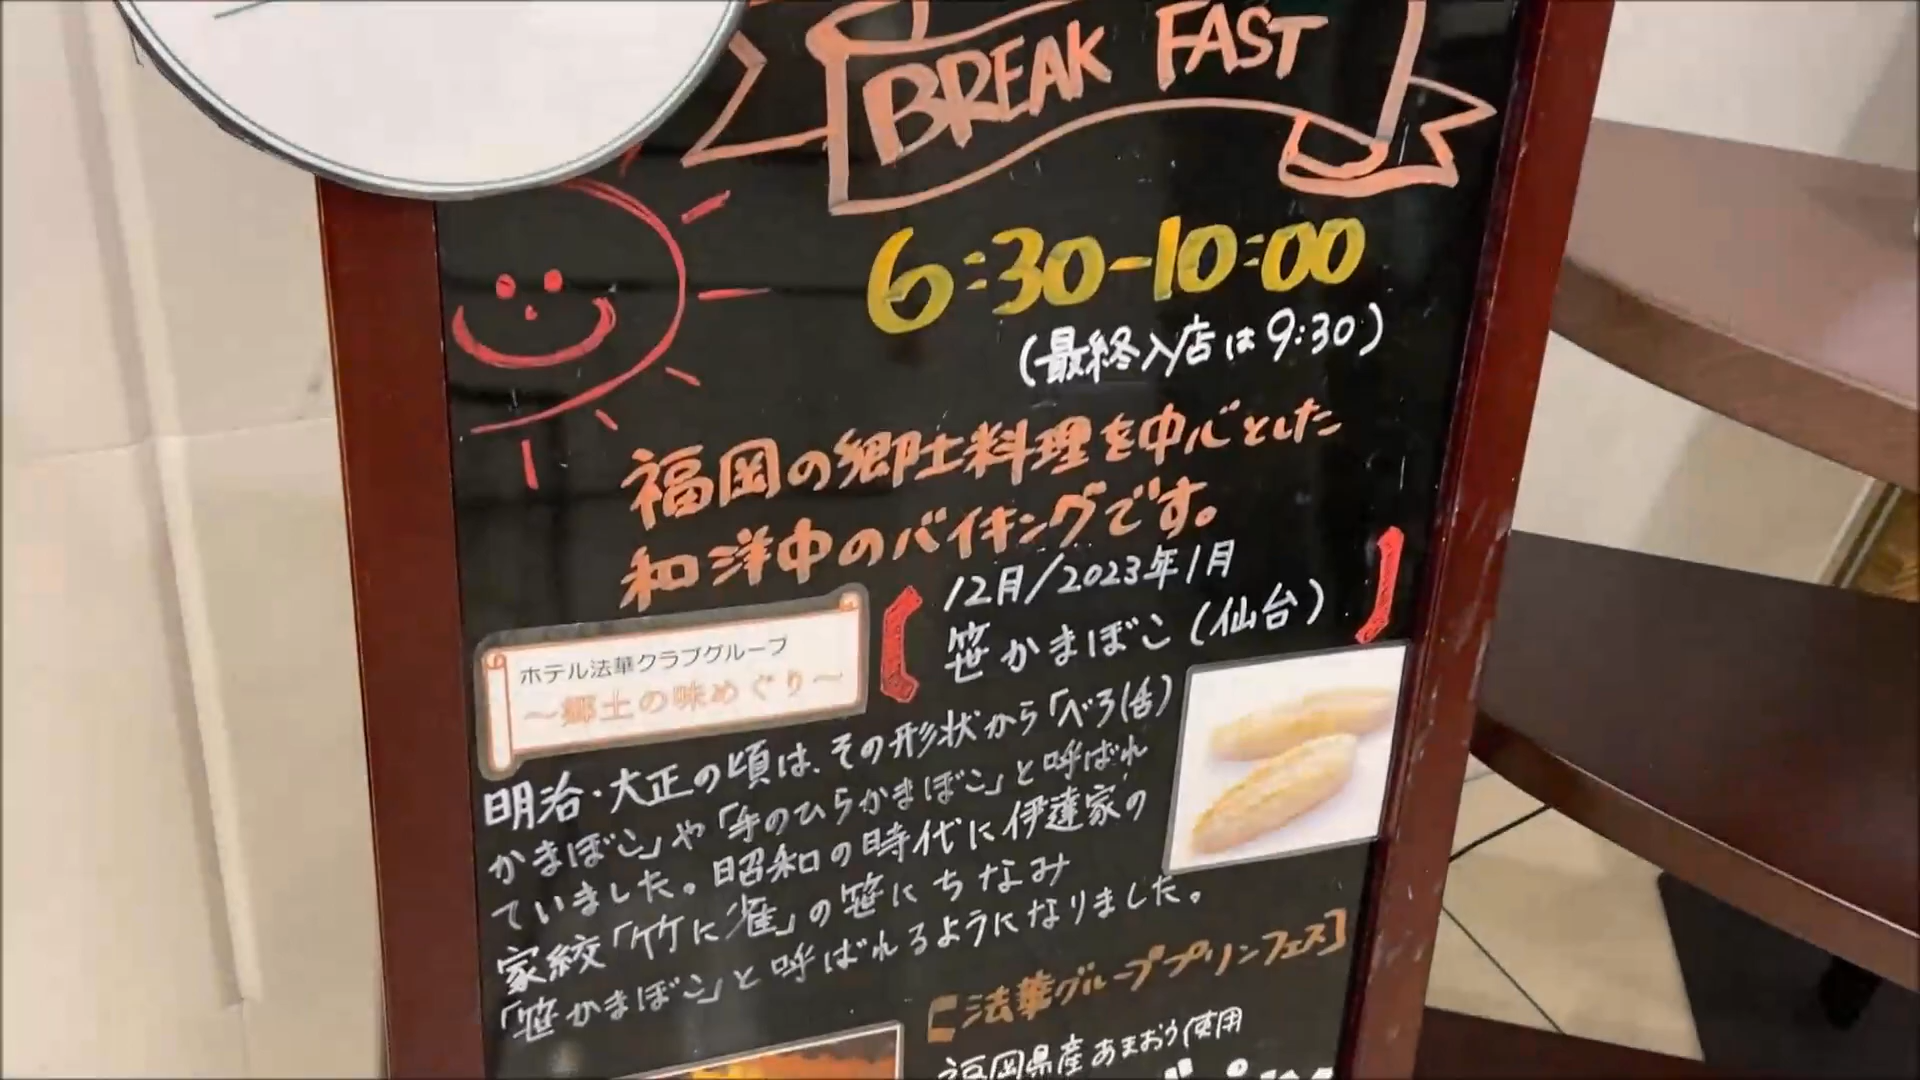 BREAK FAST
6:30-10:00
(最終入店は9:30)
福岡の郷土料理を中心とした
和洋中のバイキングです。
12月/2023年1月
笹かまぼこ(仙台)
ホテル法華クラブグループ
～郷土の味めぐり～
明治・大正の頃は、その形状から「べろ(舌)
かまぼこ」や「手のひらかまぼこ」と呼ばれ
ていました。昭和の時代に伊達家の
家紋「竹に雀」の笹にちなみ
「笹かまぼこ」と呼ばれるようになりました。
[法華グループプリンフェス]
福岡県産あまおう使用